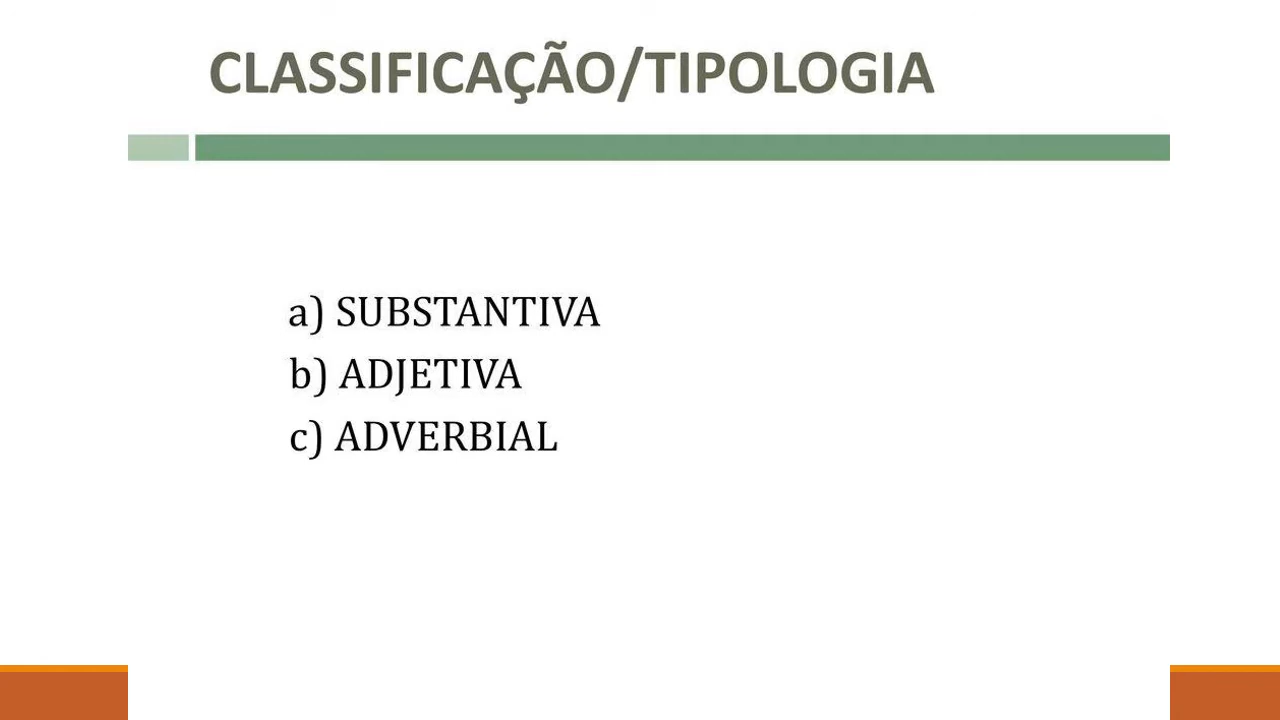 CLASSIFICAÇÃO/TIPOLOGIA
a) SUBSTANTIVA
b) ADJETIVA
c) ADVERBIAL